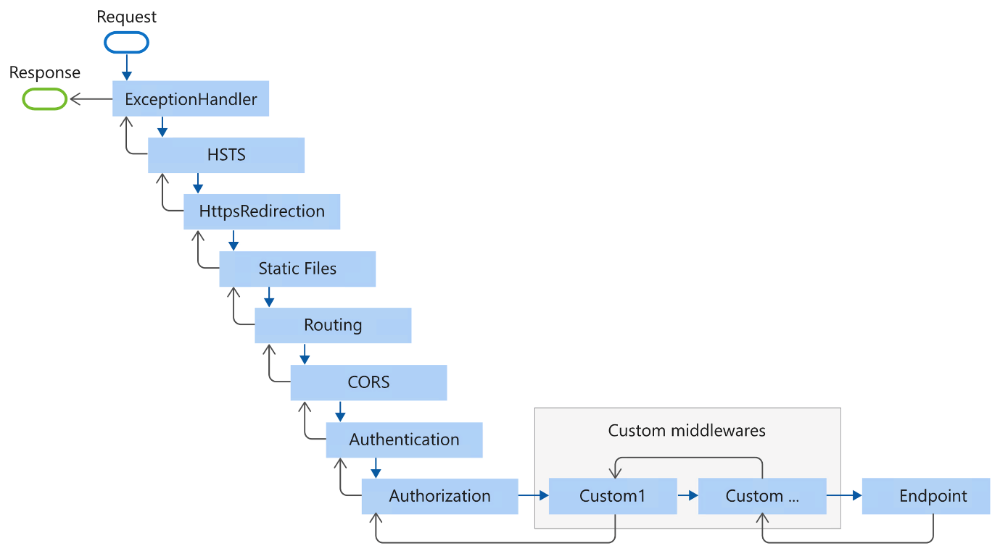 Request
Response
ExceptionHandler
HSTS
HttpsRedirection
Static Files
Routing
CORS
Authentication
Custom middlewares
Authorization
Custom1
Custom ...
Endpoint